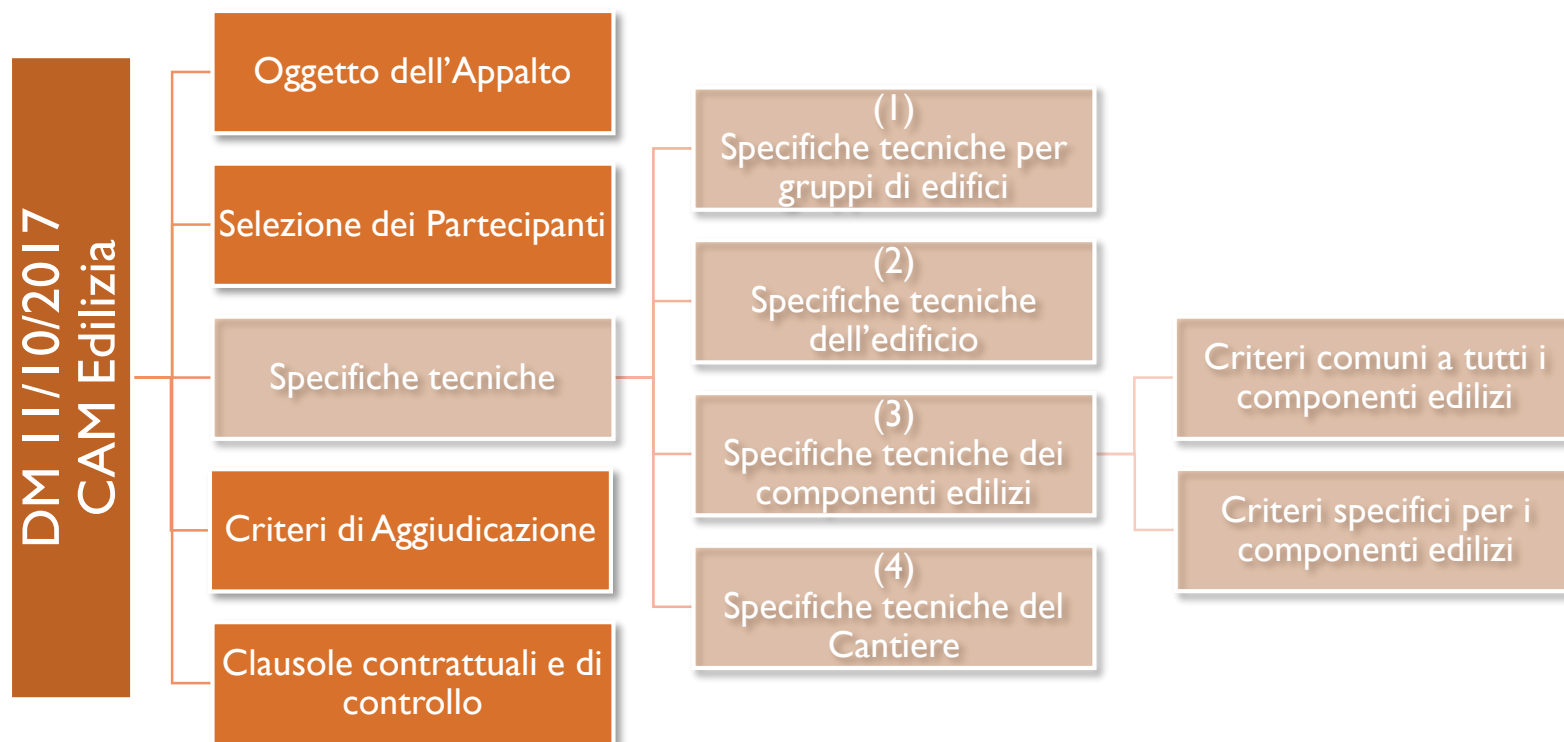 DM 11/10/2017
CAM Edilizia
Oggetto dell'Appalto
Selezione dei Partecipanti
Specifiche tecniche
Criteri di Aggiudicazione
Clausole contrattuali e di
controllo
(1)
Specifiche tecniche per
gruppi di edifici
(2)
Specifiche tecniche
dell'edificio
(3)
Specifiche tecniche dei
componenti edilizi
(4)
Specifiche tecniche del
Cantiere
Criteri comuni a tutti i
componenti edilizi
Criteri specifici per i
componenti edilizi